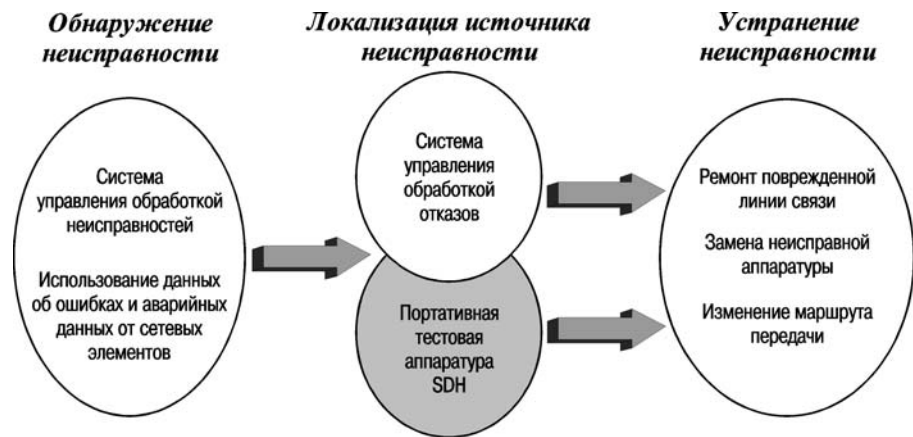 Обнаружение
неисправности
Локализация источника
неисправности
Устранение
неисправности
Система
управления обработкой
неисправностей
Использование данных
об ошибках и аварийных
данных от сетевых
элементов
Система
управления
обработкой
отказов
Портативная
тестовая
аппаратура
SDH
Ремонт поврежденной
линии связи
Замена неисправной
аппаратуры
Изменение маршрута
передачи